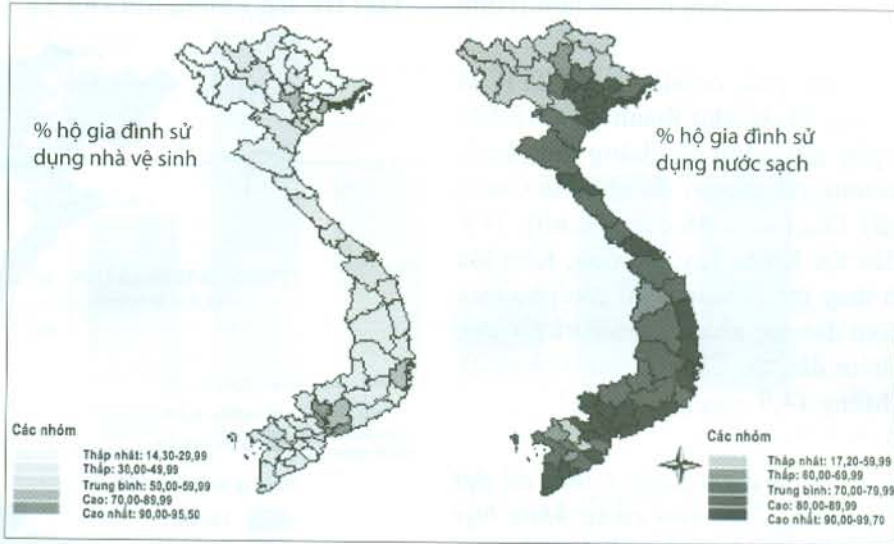 % hộ gia đình sử
dụng nhà vệ sinh
Các nhóm
Thấp nhất: 14,30-29,99
Thấp: 30,00-49,99
Trung bình: 50,00-59,99
Cao: 70,00-89,99
Cao nhất: 90,00-95,50
% hộ gia đình sử
dụng nước sạch
Các nhóm
Thấp nhất: 17,20-59,99
Thấp: 60,00-69,99
Trung bình: 70,00-79,99
Cao: 80,00-89,99
Cao nhất: 90,00-99,70